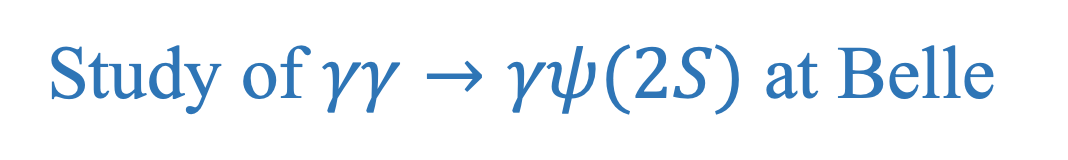 Study of 𝛾𝛾 → 𝛾𝜓(2𝑆) at Belle